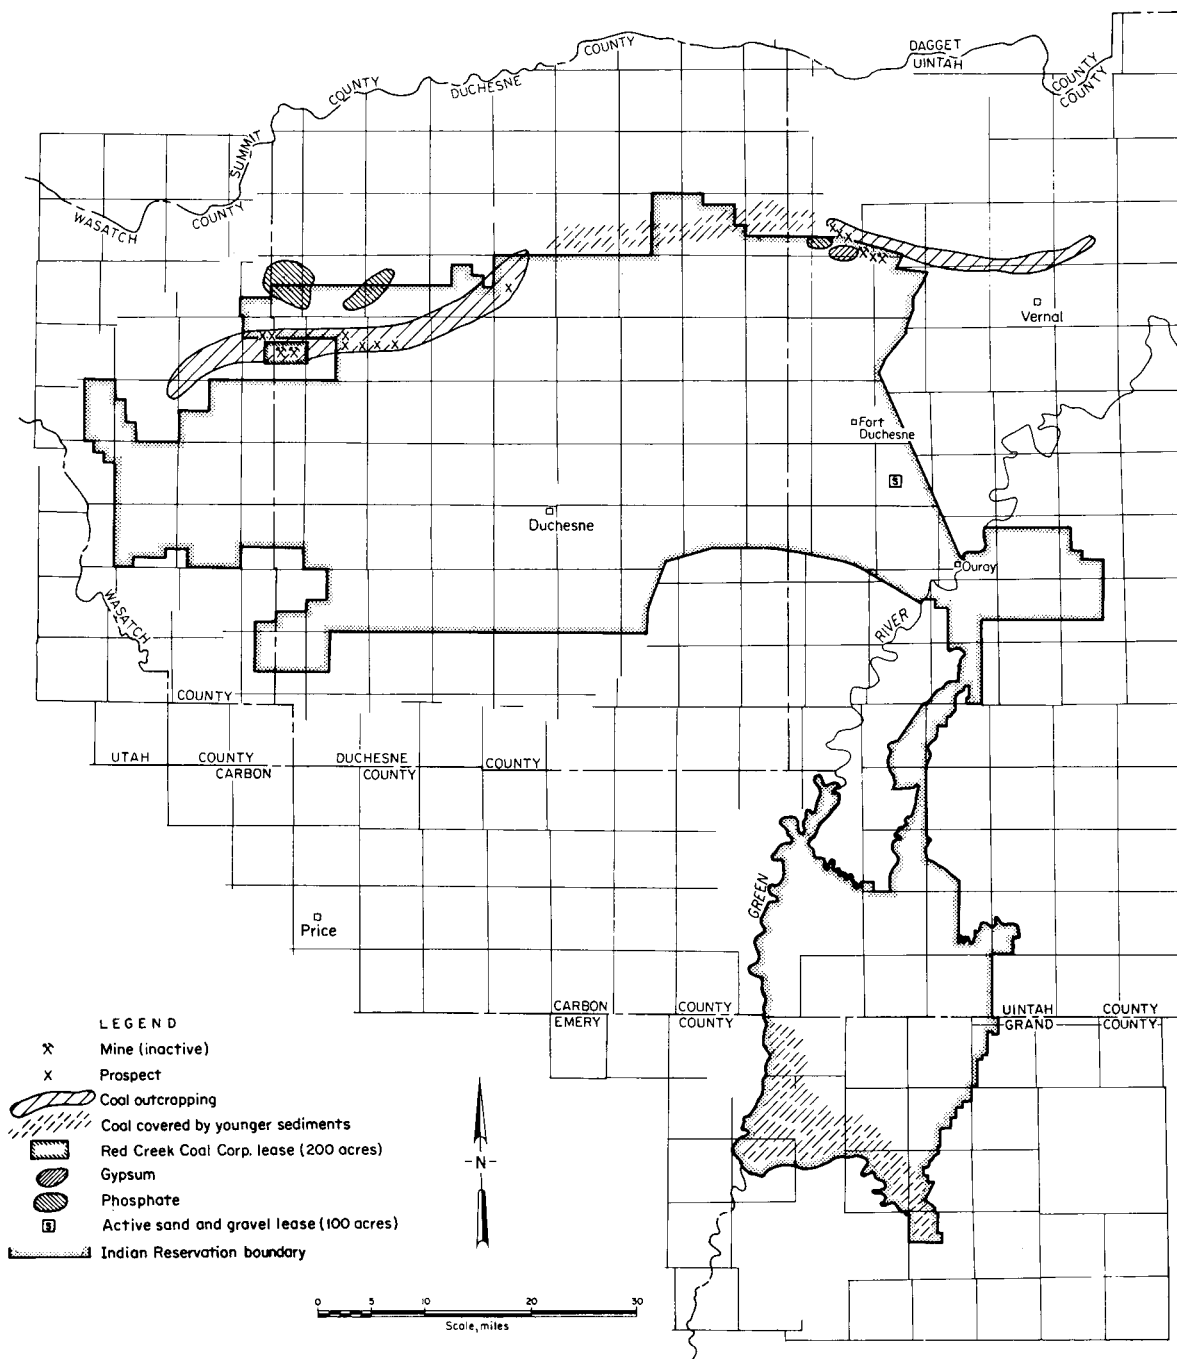 DAGGET
UINTAH
COUNTY
COUNTY
COUNTY
DUCHESNE
COUNTY
SUMMIT
COUNTY
WASATCH
Vernal
Fort
Duchesne
S
Duchesne
Ouray
WASATCH
RIVER
COUNTY
UTAH COUNTY DUCHESNE COUNTY
CARBON COUNTY
GREEN
Price
CARBON COUNTY
EMERY COUNTY
UINTAH COUNTY
GRAND COUNTY
LEGEND
Mine (inactive)
x Prospect
Coal outcropping
Coal covered by younger sediments
Red Creek Coal Corp. lease (200 acres)
Gypsum
Phosphate
S Active sand and gravel lease (100 acres)
Indian Reservation boundary
N
0 5 10 20 30
Scale, miles